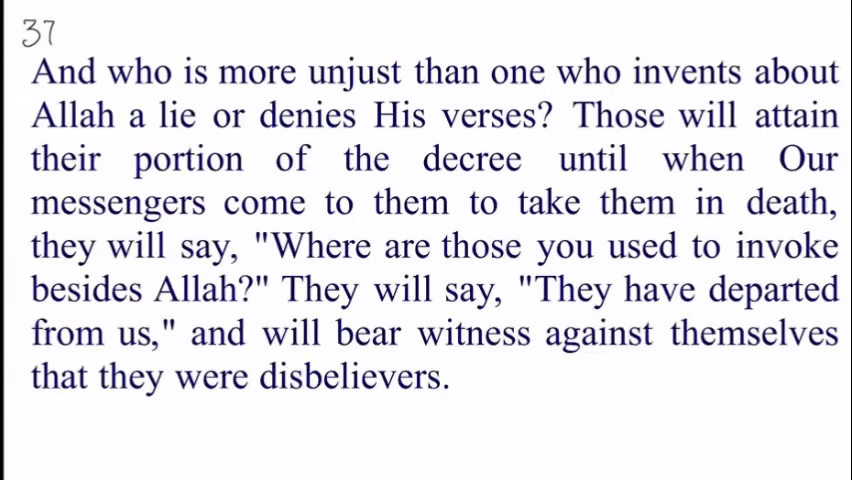 37
And who is more unjust than one who invents about
Allah a lie or denies His verses? Those will attain
their portion of the decree until when Our
messengers come to them to take them in death,
they will say, "Where are those you used to invoke
besides Allah?" They will say, "They have departed
from us," and will bear witness against themselves
that they were disbelievers.